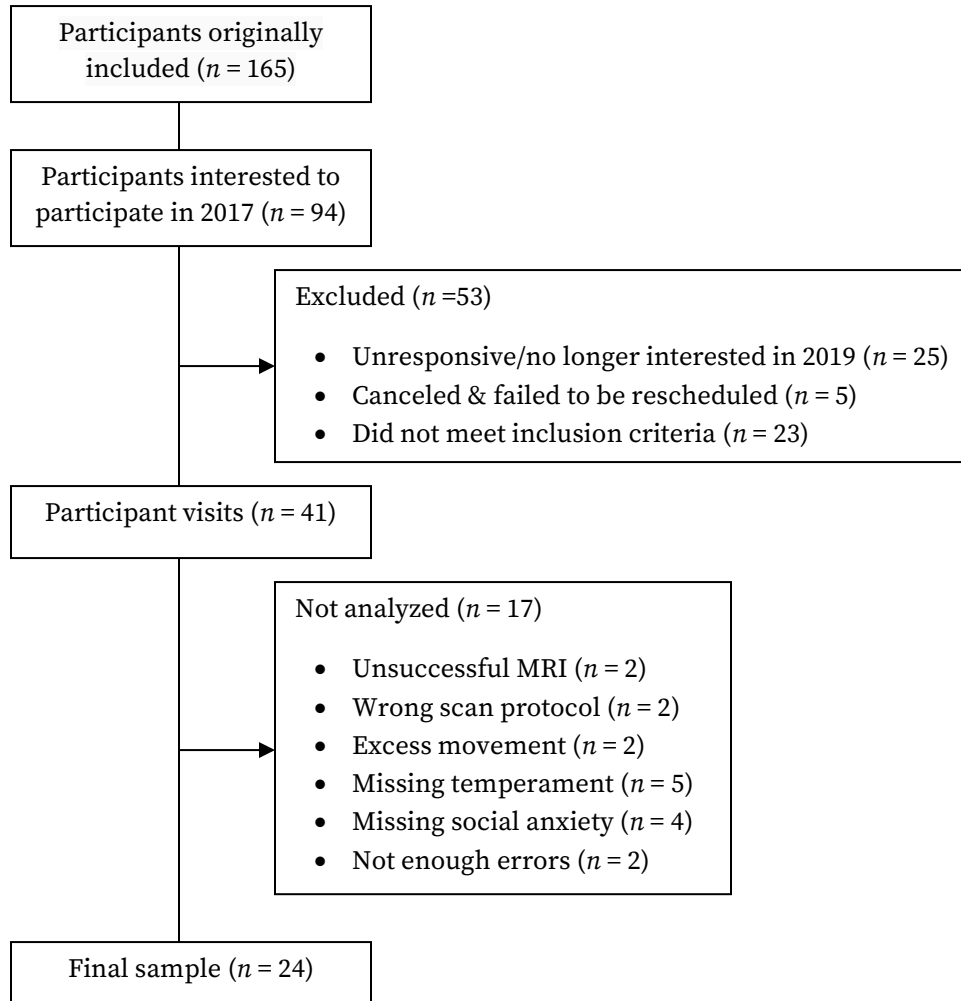 Participants originally
included (n = 165)
Participants interested to
participate in 2017 (n = 94)
Excluded (n =53)
• Unresponsive/no longer interested in 2019 (n = 25)
• Canceled & failed to be rescheduled (n = 5)
• Did not meet inclusion criteria (n = 23)
Participant visits (n = 41)
Not analyzed (n = 17)
• Unsuccessful MRI (n = 2)
• Wrong scan protocol (n = 2)
• Excess movement (n = 2)
• Missing temperament (n = 5)
• Missing social anxiety (n = 4)
• Not enough errors (n = 2)
Final sample (n = 24)